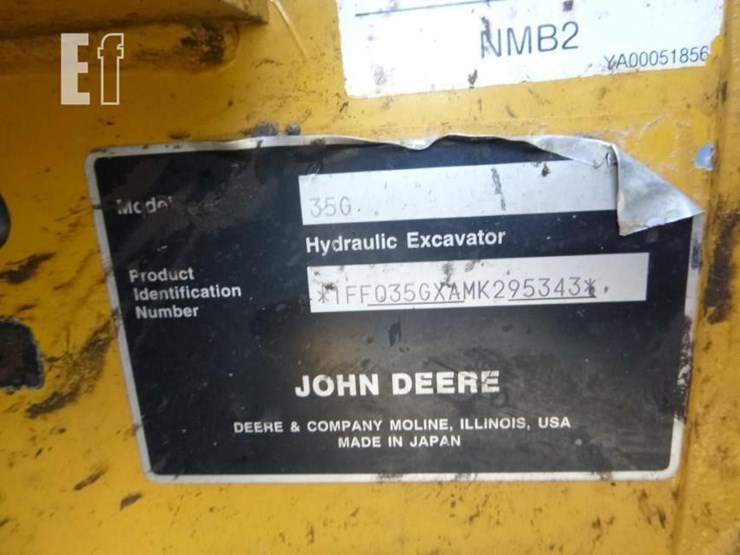 Ef
NMB2
YA00051856
Model
35G
Hydraulic Excavator
Product
Identification
Number
*1FFQ35GXAMK295343*
JOHN DEERE
DEERE & COMPANY MOLINE, ILLINOIS, USA
MADE IN JAPAN